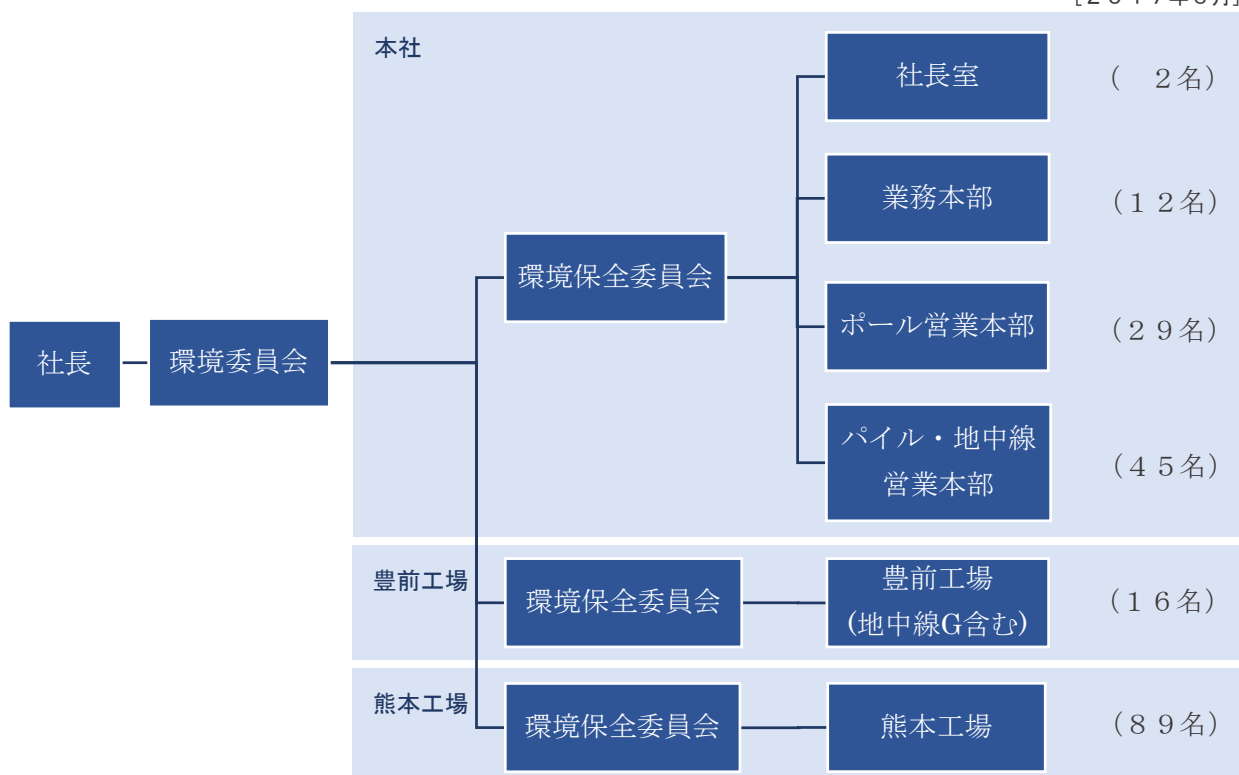 本社
社長室
( 2名)
業務本部
(12名)
環境保全委員会
ポール営業本部
(29名)
社長
環境委員会
パイル・地中線
営業本部
(45名)
豊前工場
環境保全委員会
豊前工場
(地中線G含む)
(16名)
熊本工場
環境保全委員会
熊本工場
(89名)